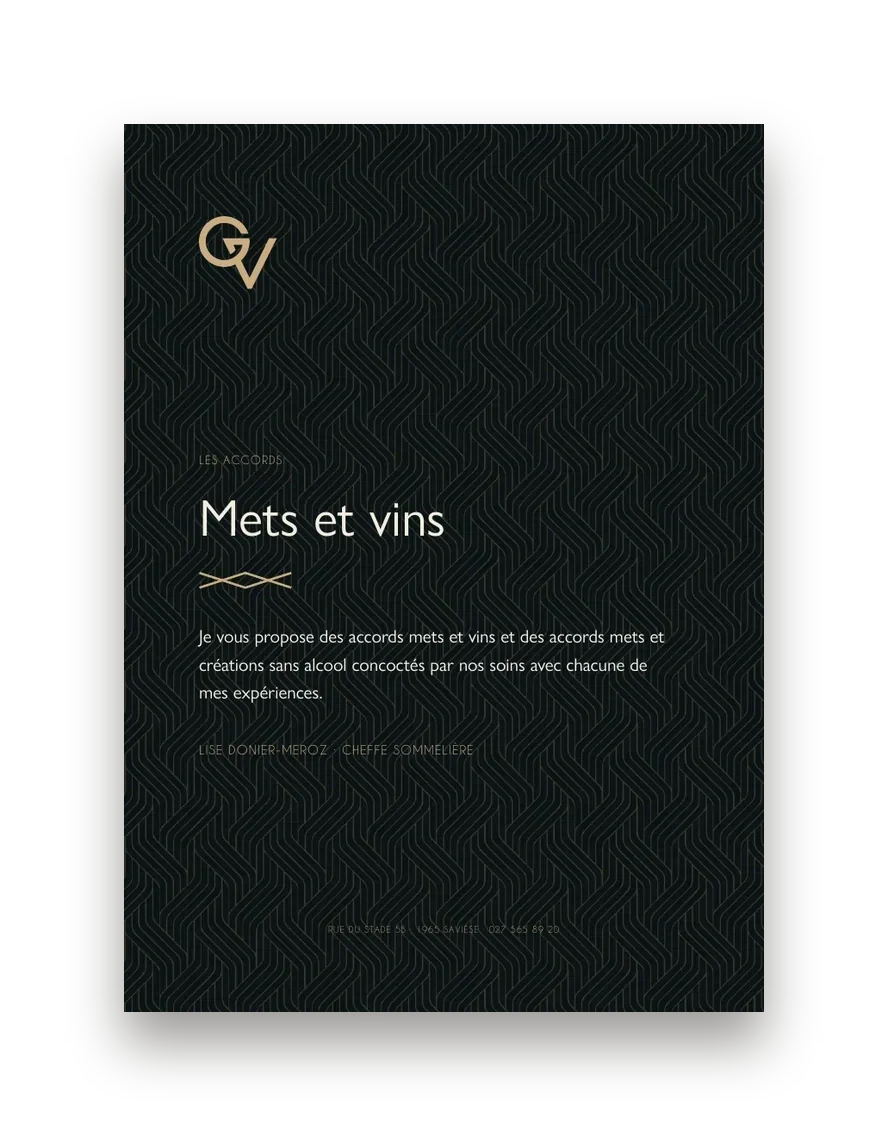 GV
LES ACCORDS
Mets et vins
Je vous propose des accords mets et vins et des accords mets et
créations sans alcool concoctés par nos soins avec chacune de
mes expériences.
LISE DONIER-MEROZ · CHEFFE SOMMELIÈRE
RUE DU STADE 55 · 1965 SAVIÈSE · 027 565 89 20